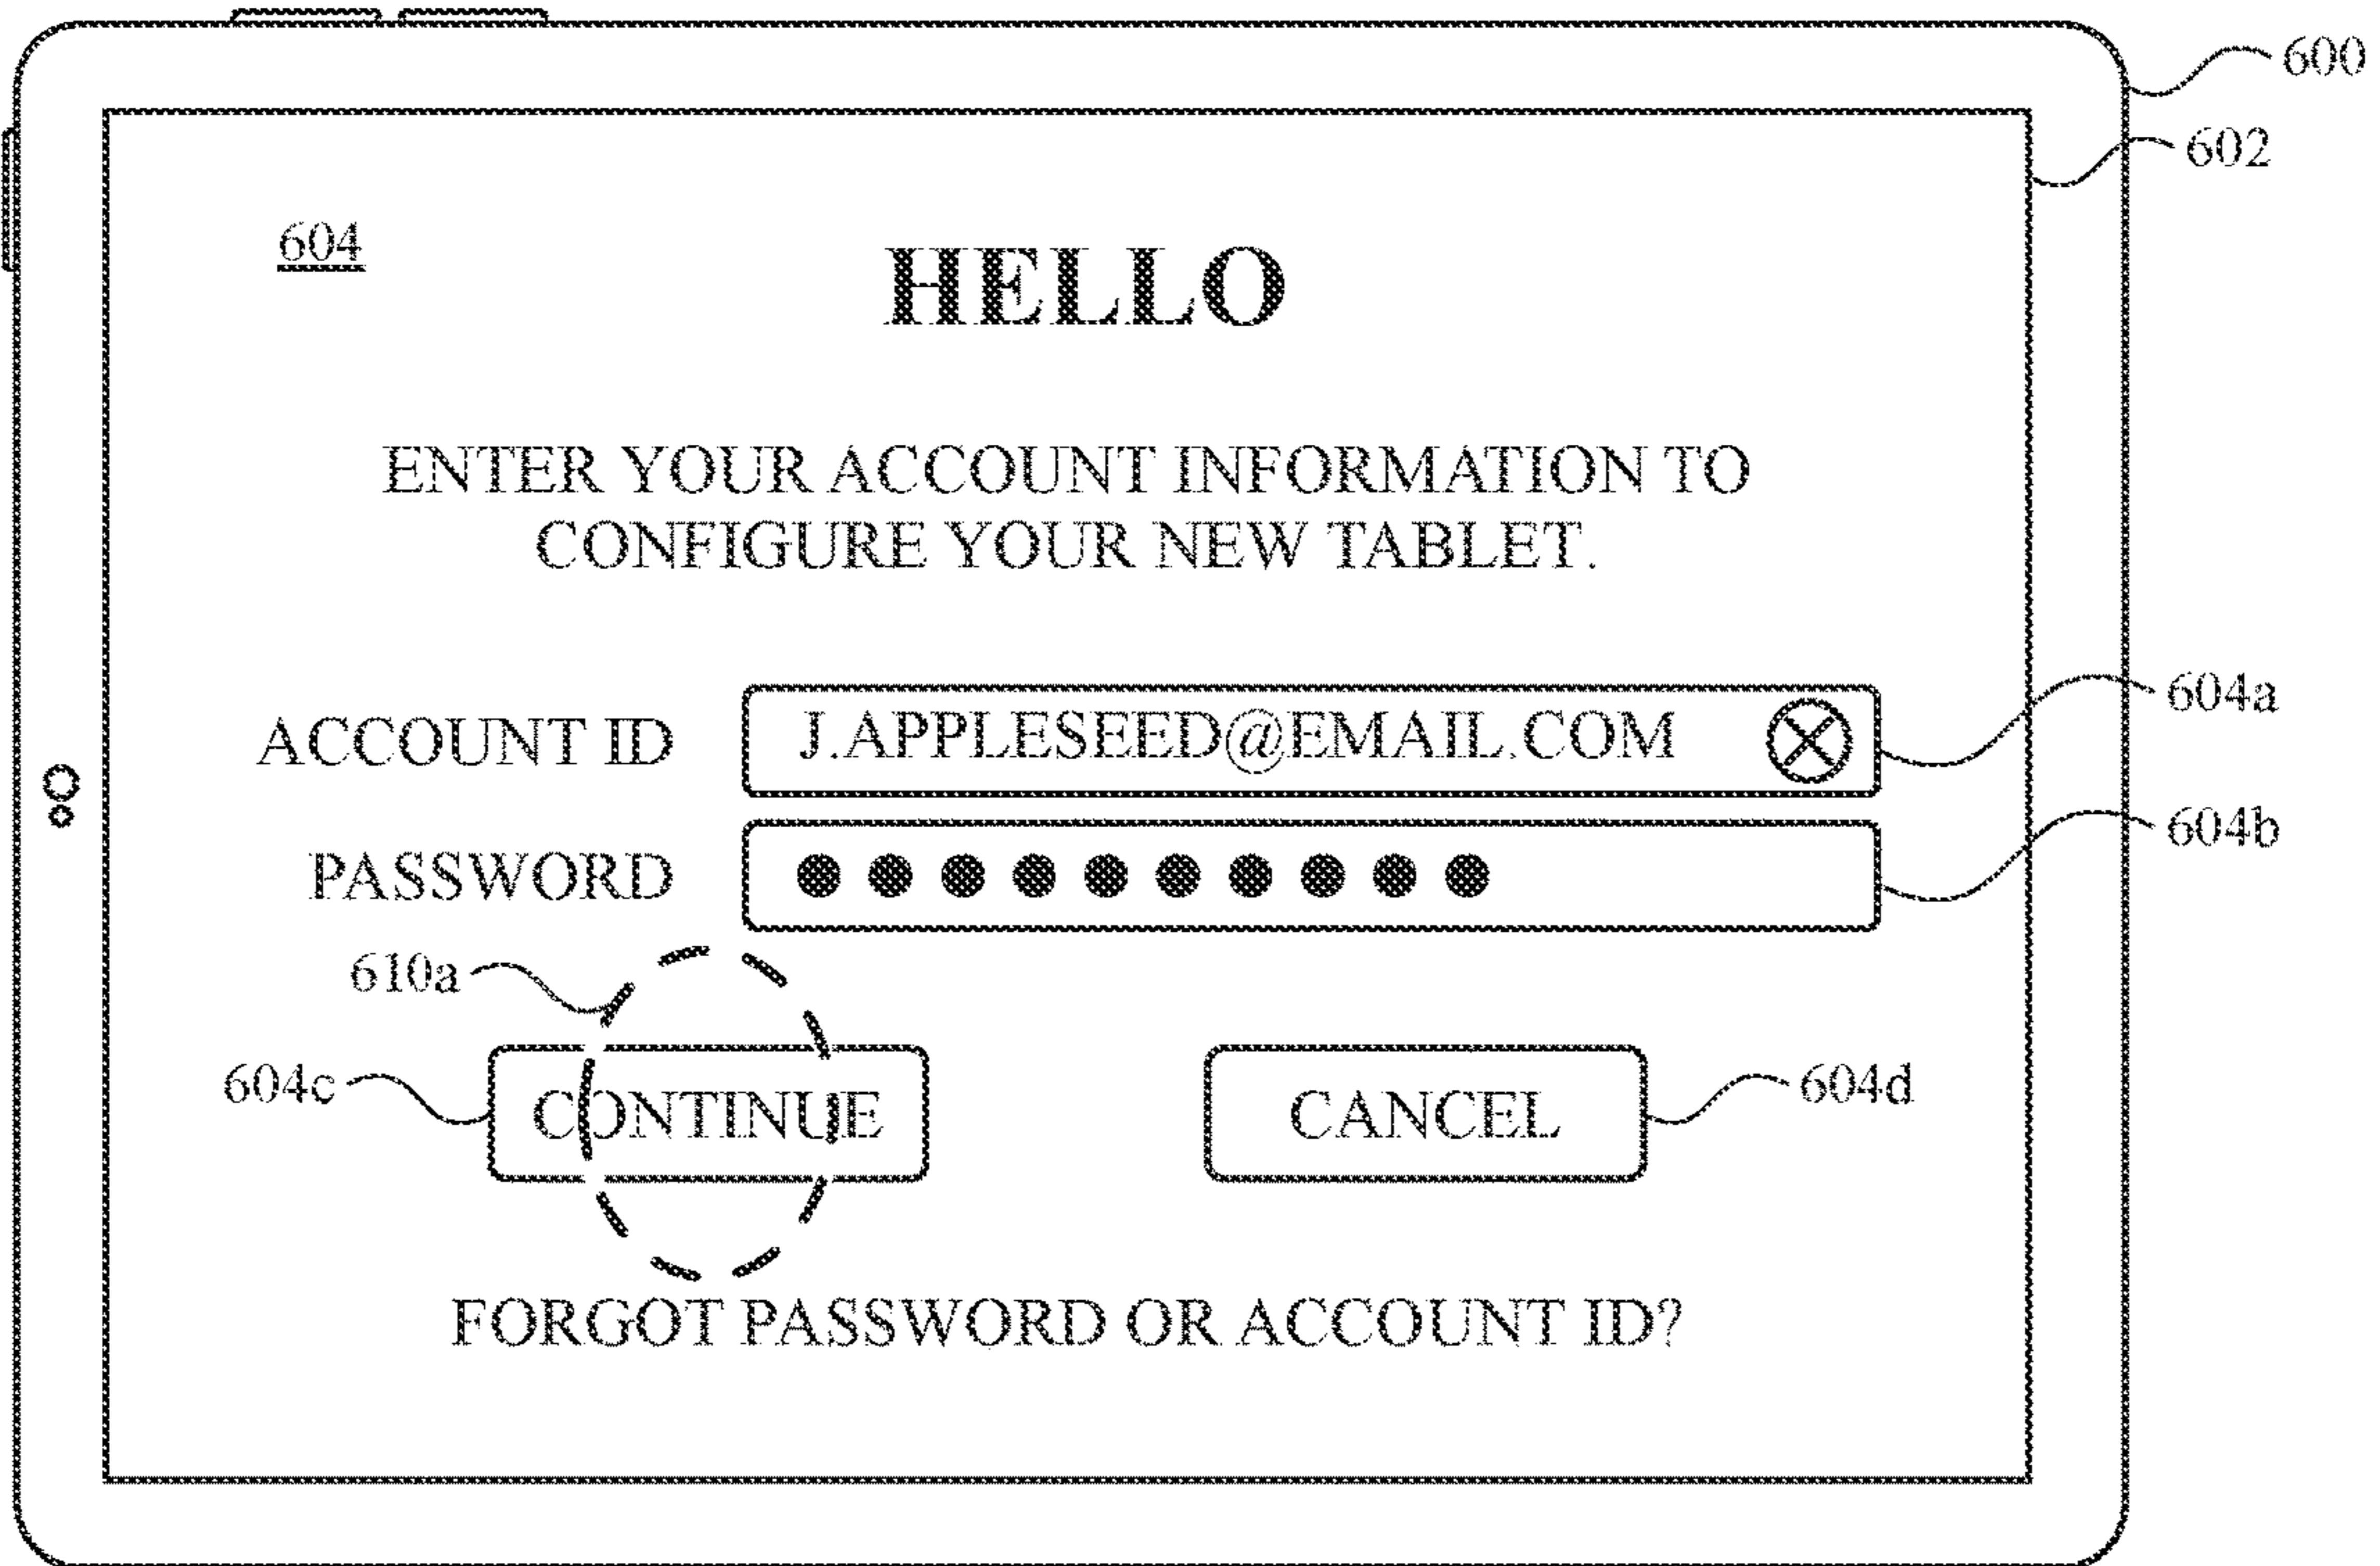 600
602
604
HELLO
ENTER YOUR ACCOUNT INFORMATION TO
CONFIGURE YOUR NEW TABLET.
ACCOUNT ID J.APPLESEED@EMAIL.COM 604a
PASSWORD ●●●●●●●●●● 604b
610a
604c CONTINUE CANCEL 604d
FORGOT PASSWORD OR ACCOUNT ID?